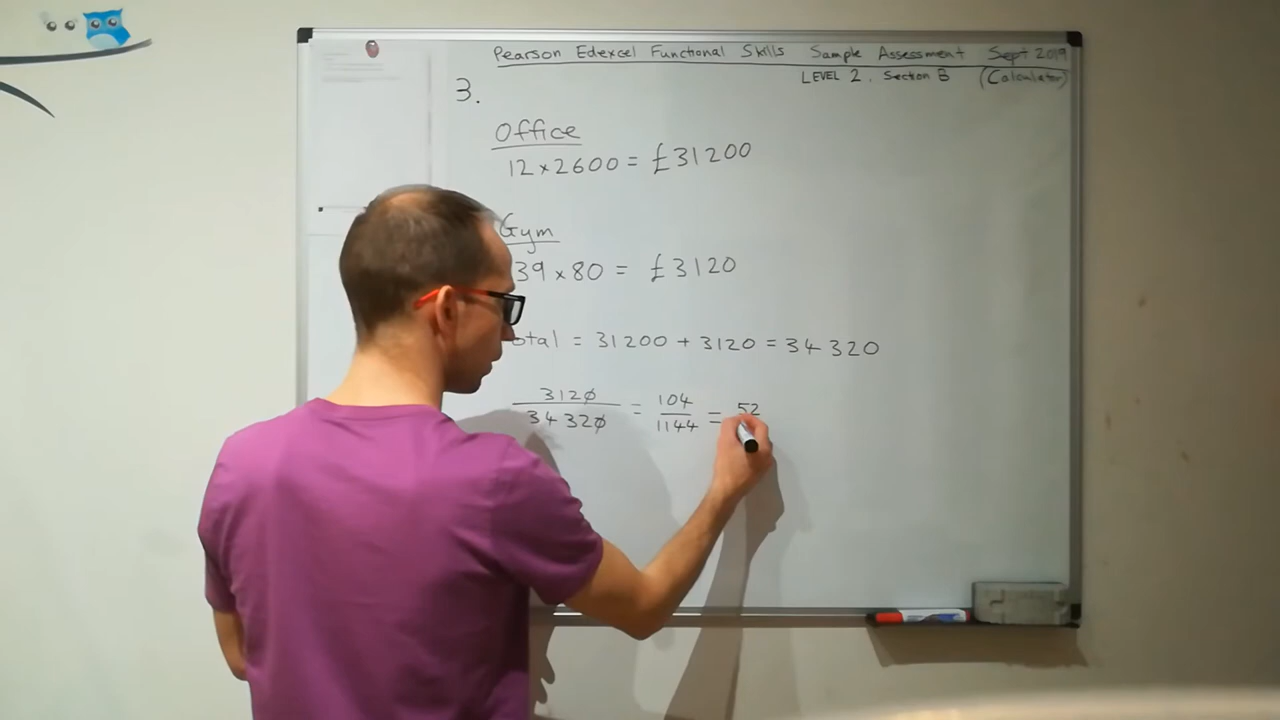 Pearson Edexcel Functional Skills Sample Assessment Sept 2019
LEVEL 2, Section B (Calculator)
3.
Office
12 × 2600 = £31200
Gym
39 × 80 = £3120
otal = 31200 + 3120 = 34320
3120/34320 = 104/1144 = 52